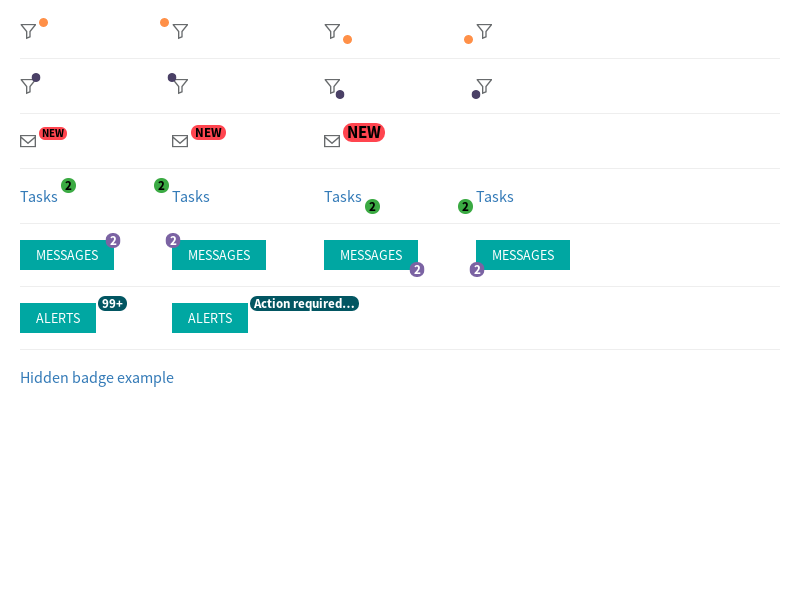 NEW NEW NEW
Tasks 2 2 Tasks Tasks 2 2 Tasks
MESSAGES 2 2 MESSAGES MESSAGES 2 2 MESSAGES
ALERTS 99+ ALERTS Action required...
Hidden badge example